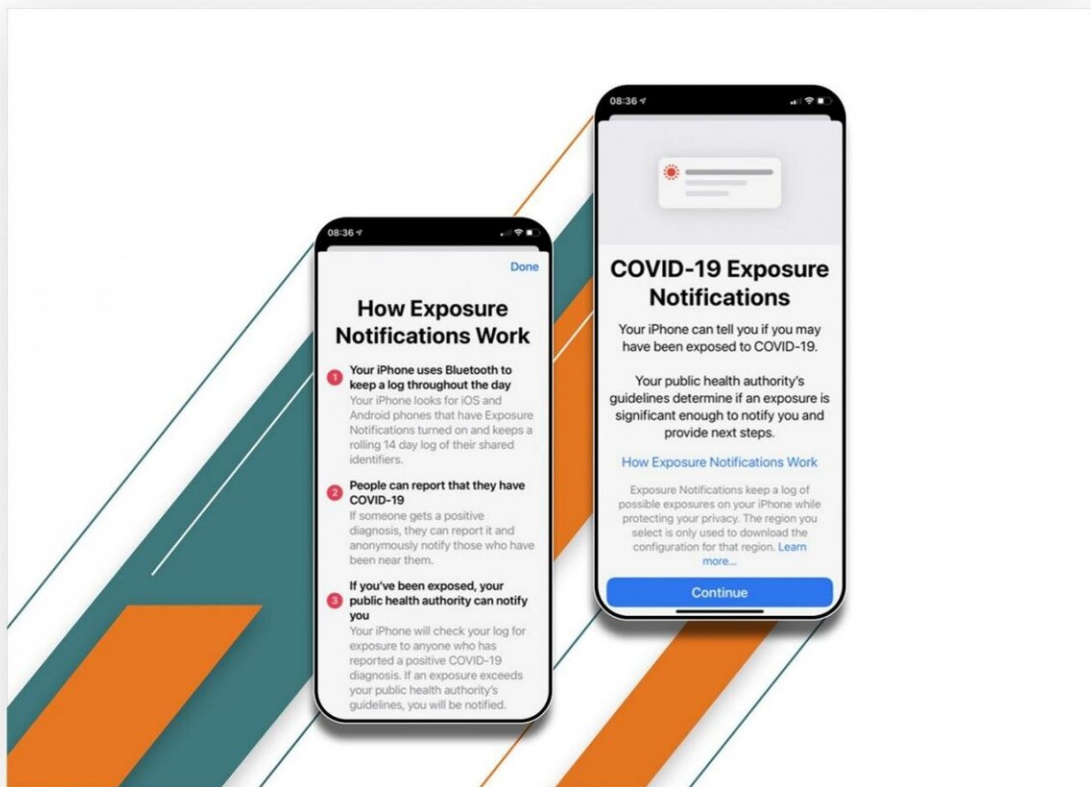 08:36
Done
How Exposure
Notifications Work
1
Your iPhone uses Bluetooth to
keep a log throughout the day
Your iPhone looks for iOS and
Android phones that have Exposure
Notifications turned on and keeps a
rolling 14 day log of their shared
identifiers.
2
People can report that they have
COVID-19
If someone gets a positive
diagnosis, they can report it and
anonymously notify those who have
been near them.
3
If you've been exposed, your
public health authority can notify
you
Your iPhone will check your log for
exposure to anyone who has
reported a positive COVID-19
diagnosis. If an exposure exceeds
your public health authority's
guidelines, you will be notified.
08:36
COVID-19 Exposure
Notifications
Your iPhone can tell you if you may
have been exposed to COVID-19.
Your public health authority's
guidelines determine if an exposure is
significant enough to notify you and
provide next steps.
How Exposure Notifications Work
Exposure Notifications keep a log of
possible exposures on your iPhone while
protecting your privacy. The region you
select is only used to download the
configuration for that region. Learn
more...
Continue